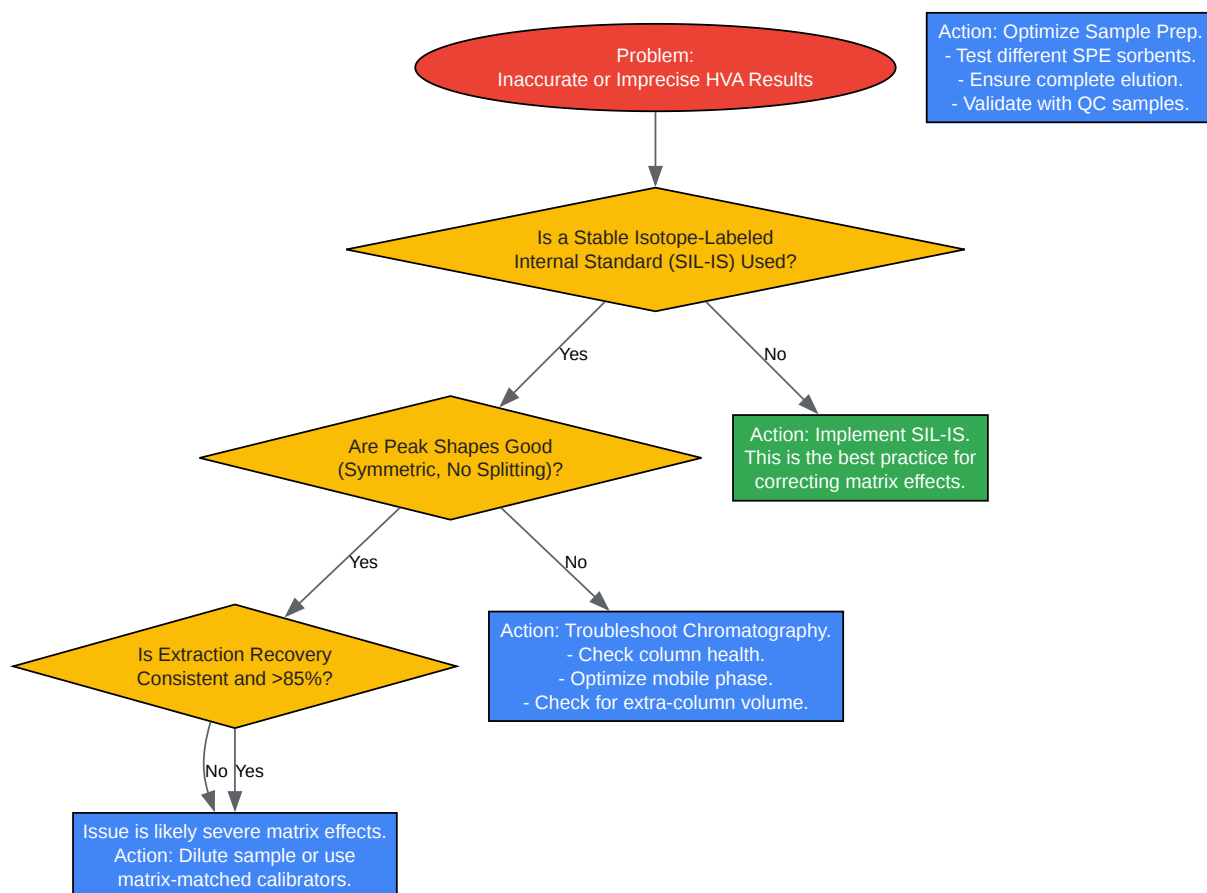 Problem:
Inaccurate or Imprecise HVA Results
Action: Optimize Sample Prep.
- Test different SPE sorbents.
- Ensure complete elution.
- Validate with QC samples.
Is a Stable Isotope-Labeled
Internal Standard (SIL-IS) Used?
Yes
No
Are Peak Shapes Good
(Symmetric, No Splitting)?
Action: Implement SIL-IS.
This is the best practice for
correcting matrix effects.
Yes
No
Is Extraction Recovery
Consistent and >85%?
Action: Troubleshoot Chromatography.
- Check column health.
- Optimize mobile phase.
- Check for extra-column volume.
No
Yes
Issue is likely severe matrix effects.
Action: Dilute sample or use
matrix-matched calibrators.